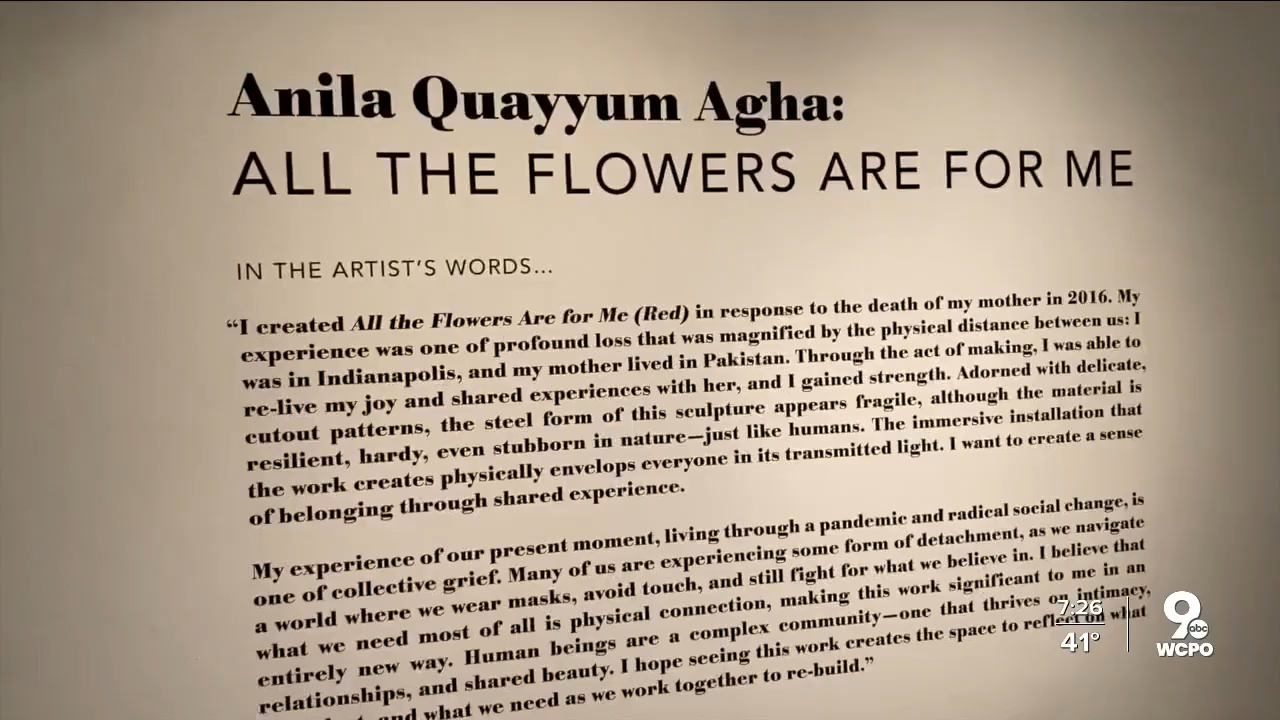 Anila Quayyum Agha:
ALL THE FLOWERS ARE FOR ME
IN THE ARTIST'S WORDS...
“I created All the Flowers Are for Me (Red) in response to the death of my mother in 2016. My
experience was one of profound loss that was magnified by the physical distance between us: I
was in Indianapolis, and my mother lived in Pakistan. Through the act of making, I was able to
re-live my joy and shared experiences with her, and I gained strength. Adorned with delicate,
cutout patterns, the steel form of this sculpture appears fragile, although the material is
resilient, hardy, even stubborn in nature—just like humans. The immersive installation that
the work creates physically envelops everyone in its transmitted light. I want to create a sense
of belonging through shared experience.
My experience of our present moment, living through a pandemic and radical social change, is
one of collective grief. Many of us are experiencing some form of detachment, as we navigate
a world where we wear masks, avoid touch, and still fight for what we believe in. I believe that
what we need most of all is physical connection, making this work significant to me in an
entirely new way. Human beings are a complex community—one that thrives on intimacy,
relationships, and shared beauty. I hope seeing this work creates the space to reflect on what
and what we need as we work together to re-build.”
7:26
41°
9
abc
WCPO